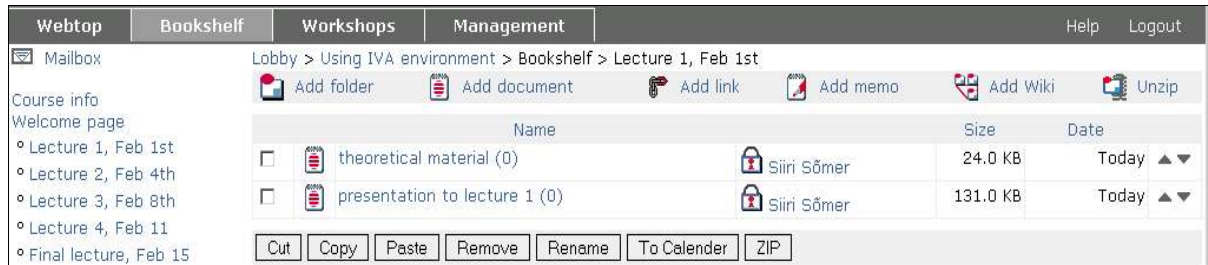 Webtop Bookshelf Workshops Management Help Logout
Mailbox
Lobby > Using IVA environment > Bookshelf > Lecture 1, Feb 1st
Add folder Add document Add link Add memo Add Wiki Unzip
Course info
Welcome page
Lecture 1, Feb 1st
Lecture 2, Feb 4th
Lecture 3, Feb 8th
Lecture 4, Feb 11
Final lecture, Feb 15
Name Size Date
theoretical material (0) Siiri Sõmer 24.0 KB Today
presentation to lecture 1 (0) Siiri Sõmer 131.0 KB Today
Cut Copy Paste Remove Rename To Calender ZIP